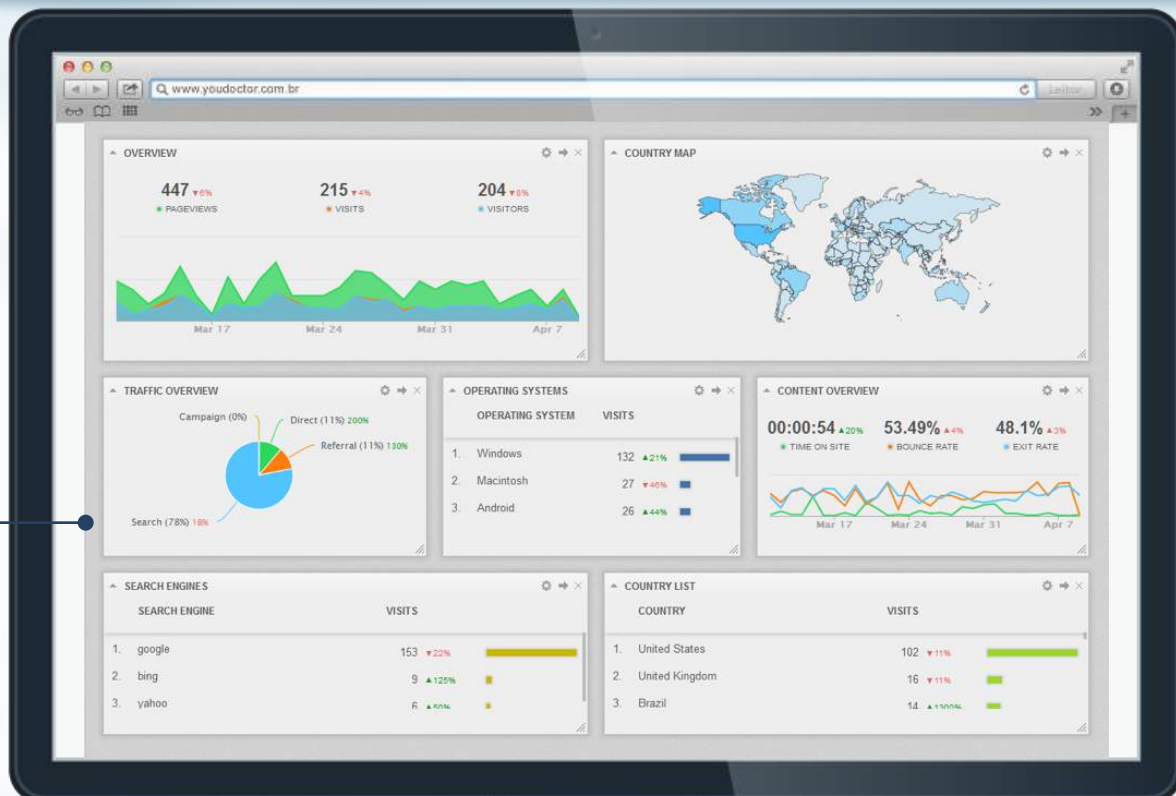 www.youdoctor.com.br
Leitor
OVERVIEW
447 ▼6%
PAGEVIEWS
215 ▼4%
VISITS
204 ▼6%
VISITORS
Mar 17 Mar 24 Mar 31 Apr 7
COUNTRY MAP
TRAFFIC OVERVIEW
Campaign (0%)
Direct (11%) 200%
Referral (11%) 130%
Search (78%) 18%
OPERATING SYSTEMS
OPERATING SYSTEM VISITS
1. Windows 132 ▲21%
2. Macintosh 27 ▼46%
3. Android 26 ▲44%
CONTENT OVERVIEW
00:00:54 ▲20%
TIME ON SITE
53.49% ▲4%
BOUNCE RATE
48.1% ▲3%
EXIT RATE
Mar 17 Mar 24 Mar 31 Apr 7
SEARCH ENGINES
SEARCH ENGINE VISITS
1. google 153 ▼22%
2. bing 9 ▲125%
3. yahoo 6 ▲50%
COUNTRY LIST
COUNTRY VISITS
1. United States 102 ▼11%
2. United Kingdom 16 ▼11%
3. Brazil 14 ▲1300%